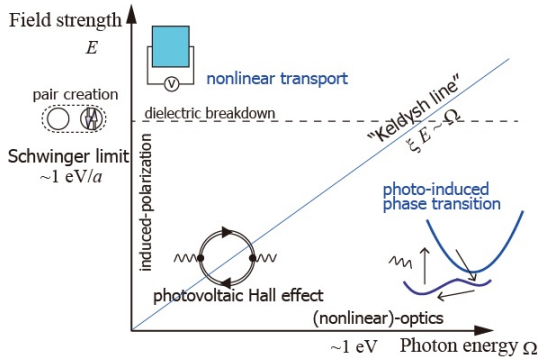 Field strength
E
V
nonlinear transport
pair creation
dielectric breakdown
Schwinger limit
~1 eV/a
induced-polarization
"Keldysh line"
ξ E ~ Ω
photo-induced
phase transition
photovoltaic Hall effect
(nonlinear)-optics
~1 eV
Photon energy Ω